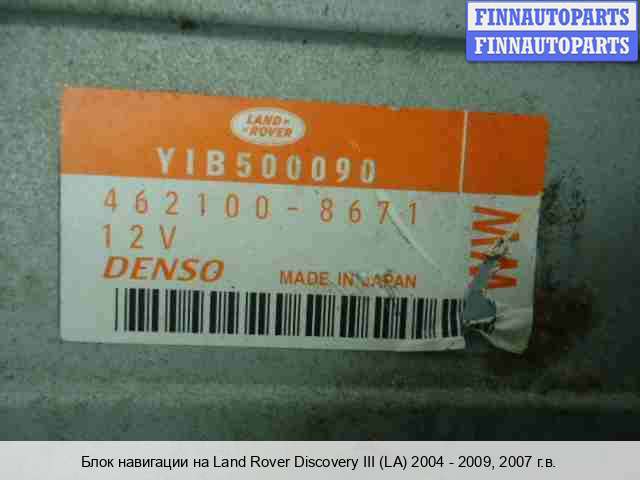 FINNAUTOPARTS
FINNAUTOPARTS
LAND ROVER
YIB500090
462100-8671
12V
DENSO
MADE IN JAPAN
Блок навигации на Land Rover Discovery III (LA) 2004 - 2009, 2007 г.в.